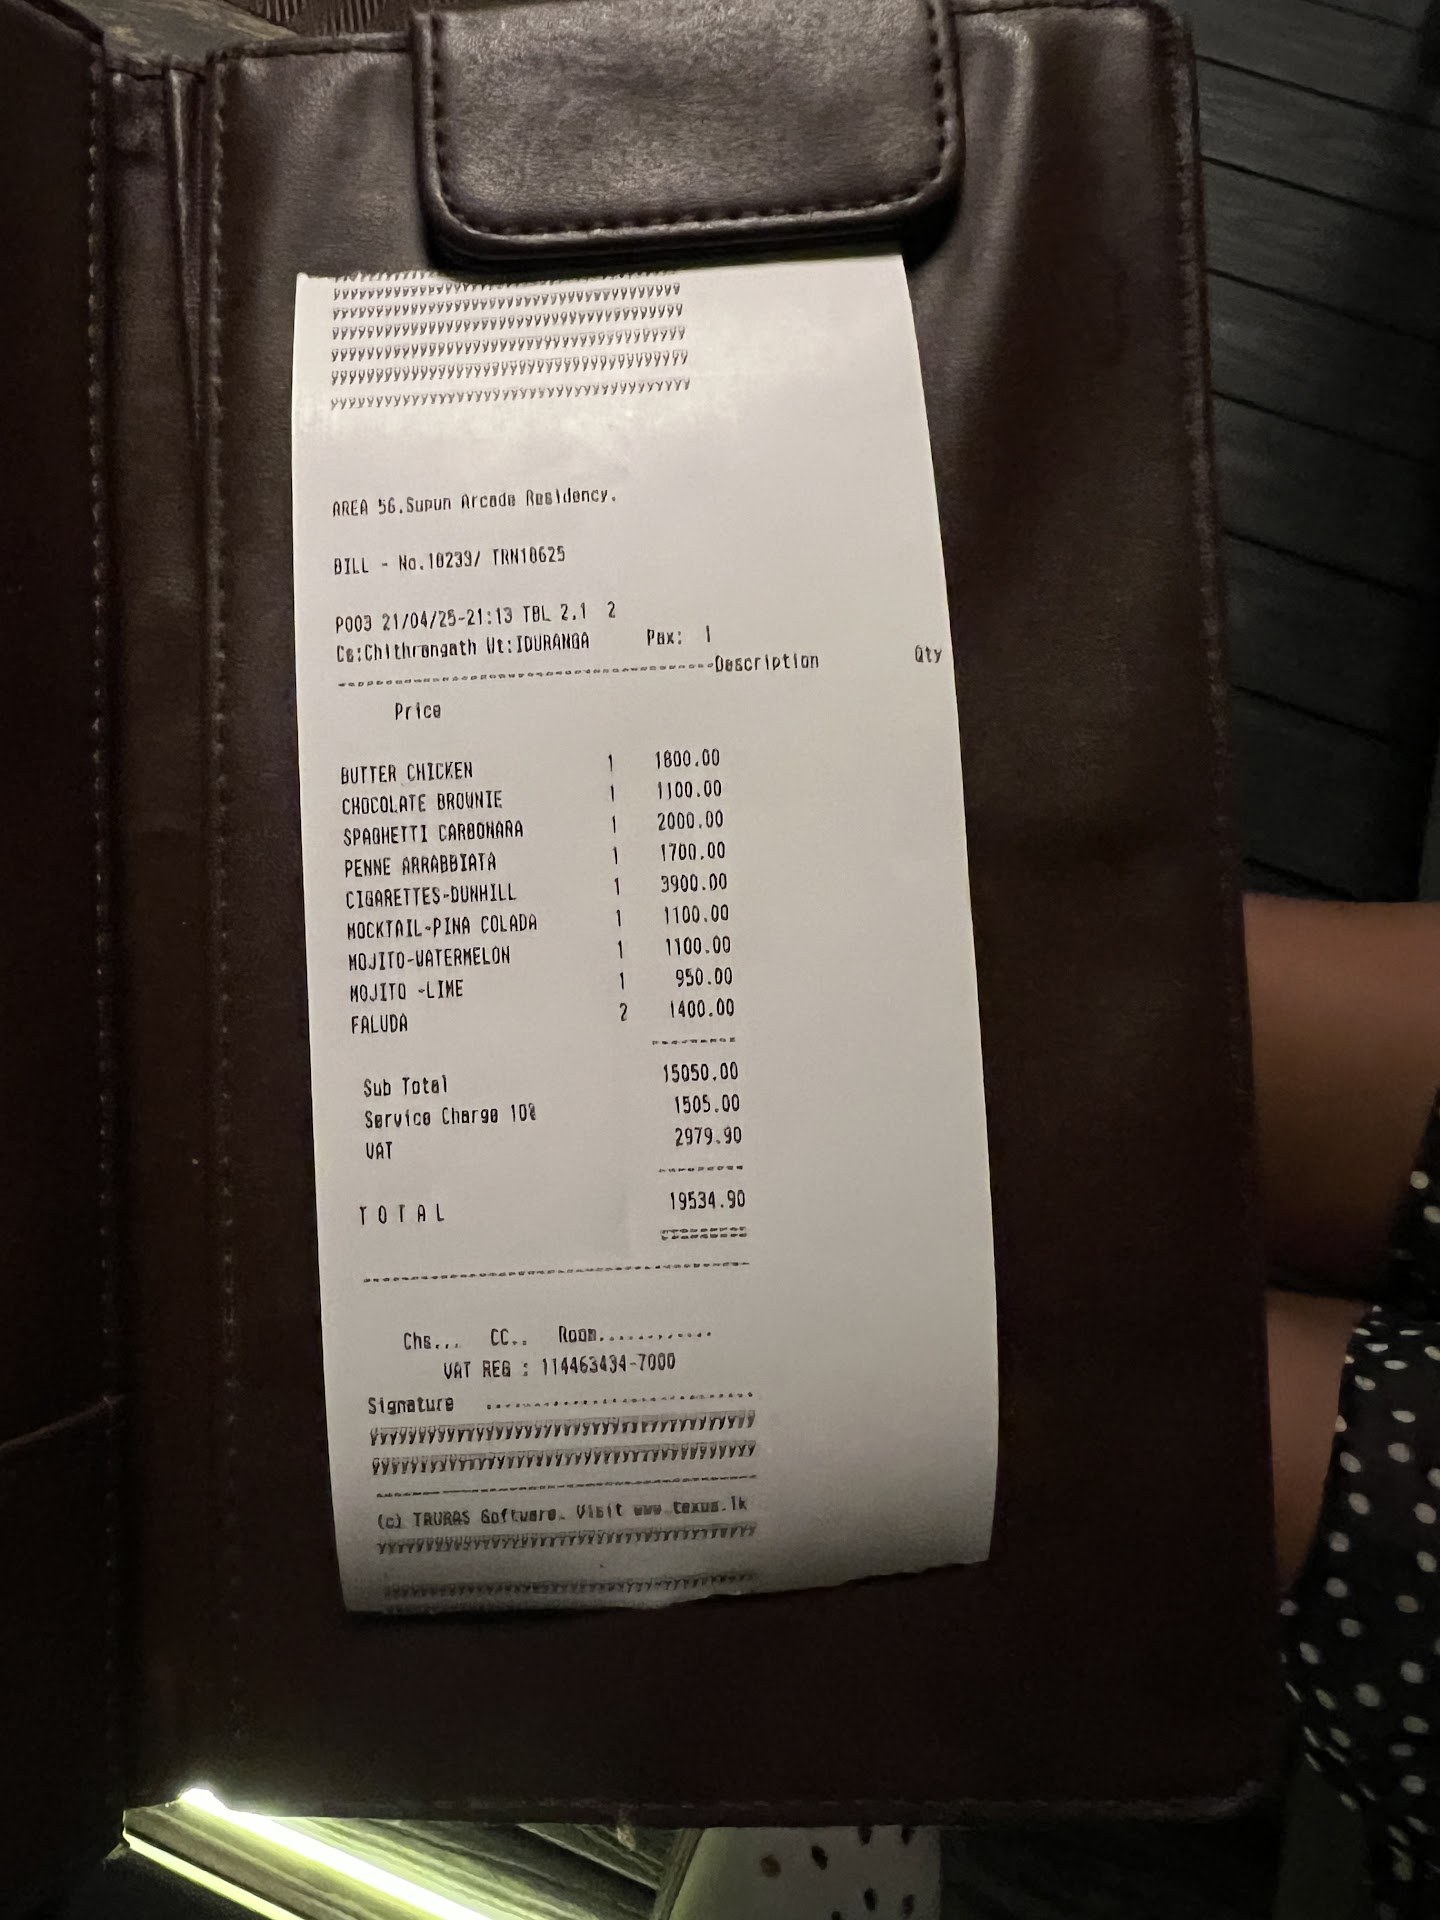 AREA 56.Supun Arcade Residency.
BILL - No.10239/ TRN10625
P003 21/04/25-21:13 TBL 2,1 2
Cs:Chithrangath Wt:IDURANGA Pax: 1
Description Qty
Price
BUTTER CHICKEN 1 1800.00
CHOCOLATE BROWNIE 1 1100.00
SPAGHETTI CARBONARA 1 2000.00
PENNE ARRABBIATA 1 1700.00
CIGARETTES-DUNHILL 1 3900.00
MOCKTAIL-PINA COLADA 1 1100.00
MOJITO-WATERMELON 1 1100.00
MOJITO -LIME 1 950.00
FALUDA 2 1400.00
Sub Total 15050.00
Service Charge 10% 1505.00
VAT 2979.90
T O T A L 19534.90
Chs... CC.. Room............
VAT REG : 114463434-7000
Signature ........................
(c) Software. Visit www texus.lk